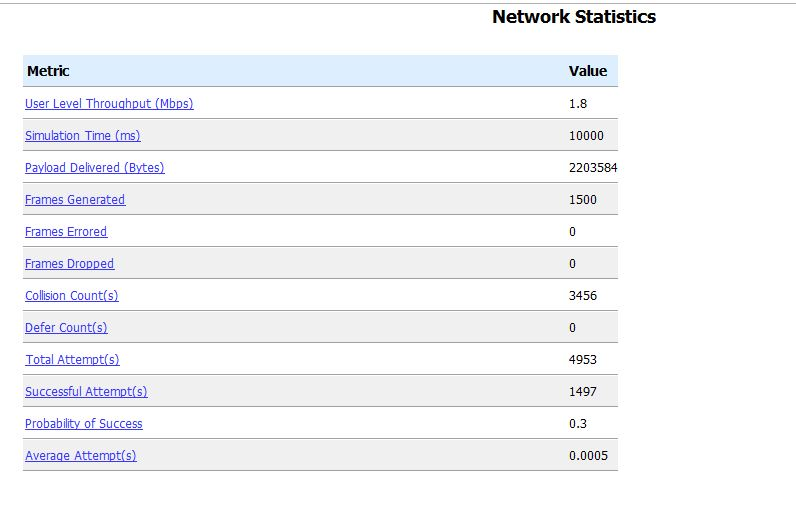 Network Statistics
Metric Value
User Level Throughput (Mbps) 1.8
Simulation Time (ms) 10000
Payload Delivered (Bytes) 2203584
Frames Generated 1500
Frames Errored 0
Frames Dropped 0
Collision Count(s) 3456
Defer Count(s) 0
Total Attempt(s) 4953
Successful Attempt(s) 1497
Probability of Success 0.3
Average Attempt(s) 0.0005